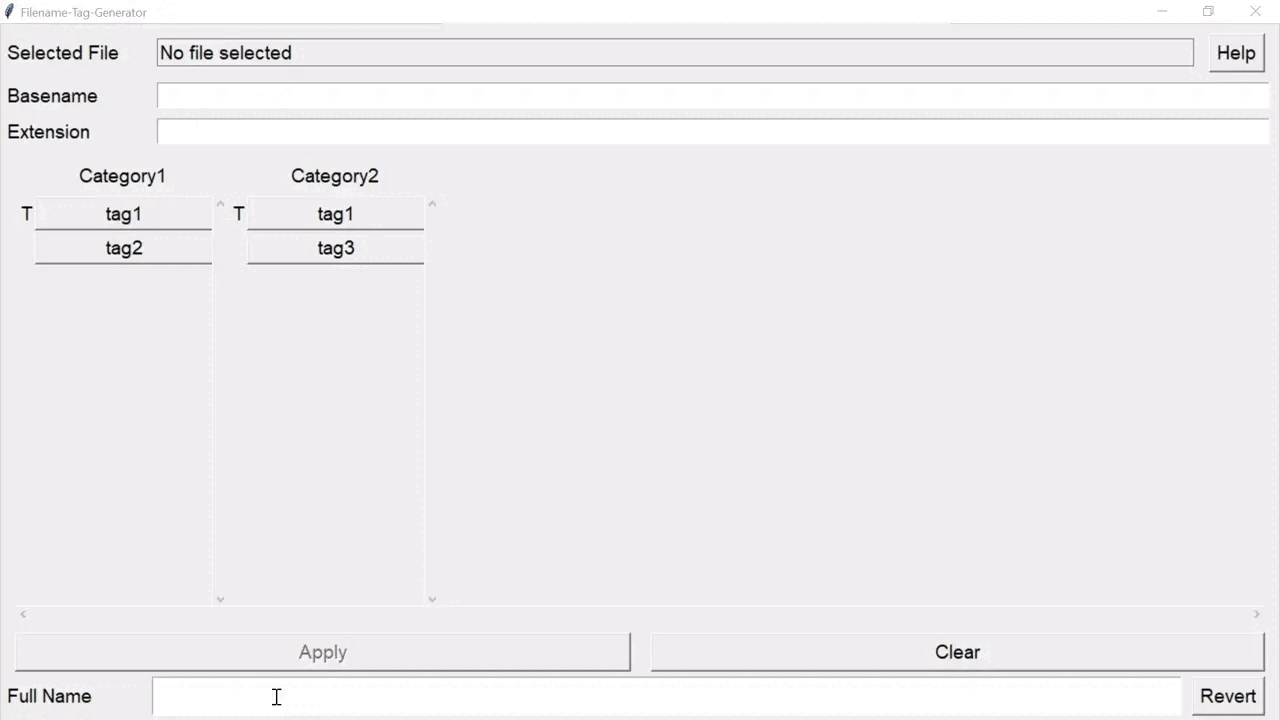 Filename-Tag-Generator
Selected File No file selected Help
Basename
Extension
Category1 Category2
T tag1 T tag1
tag2 tag3
Apply Clear
Full Name Revert